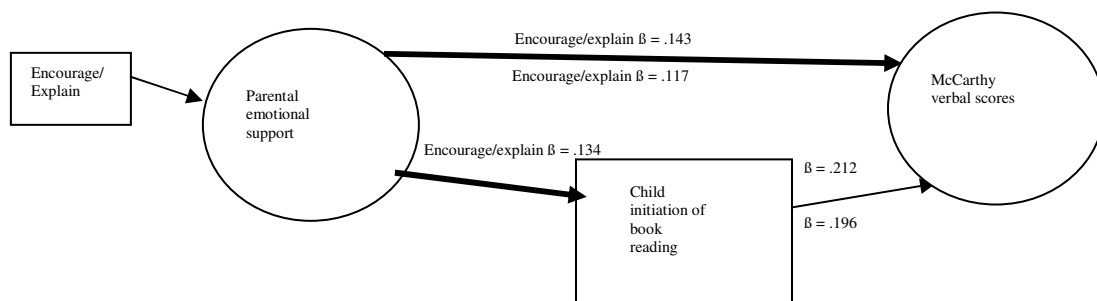 Encourage/
Explain
Parental
emotional
support
Encourage/explain ß = .143
Encourage/explain ß = .117
Encourage/explain ß = .134
Child
initiation of
book
reading
ß = .212
ß = .196
McCarthy
verbal scores